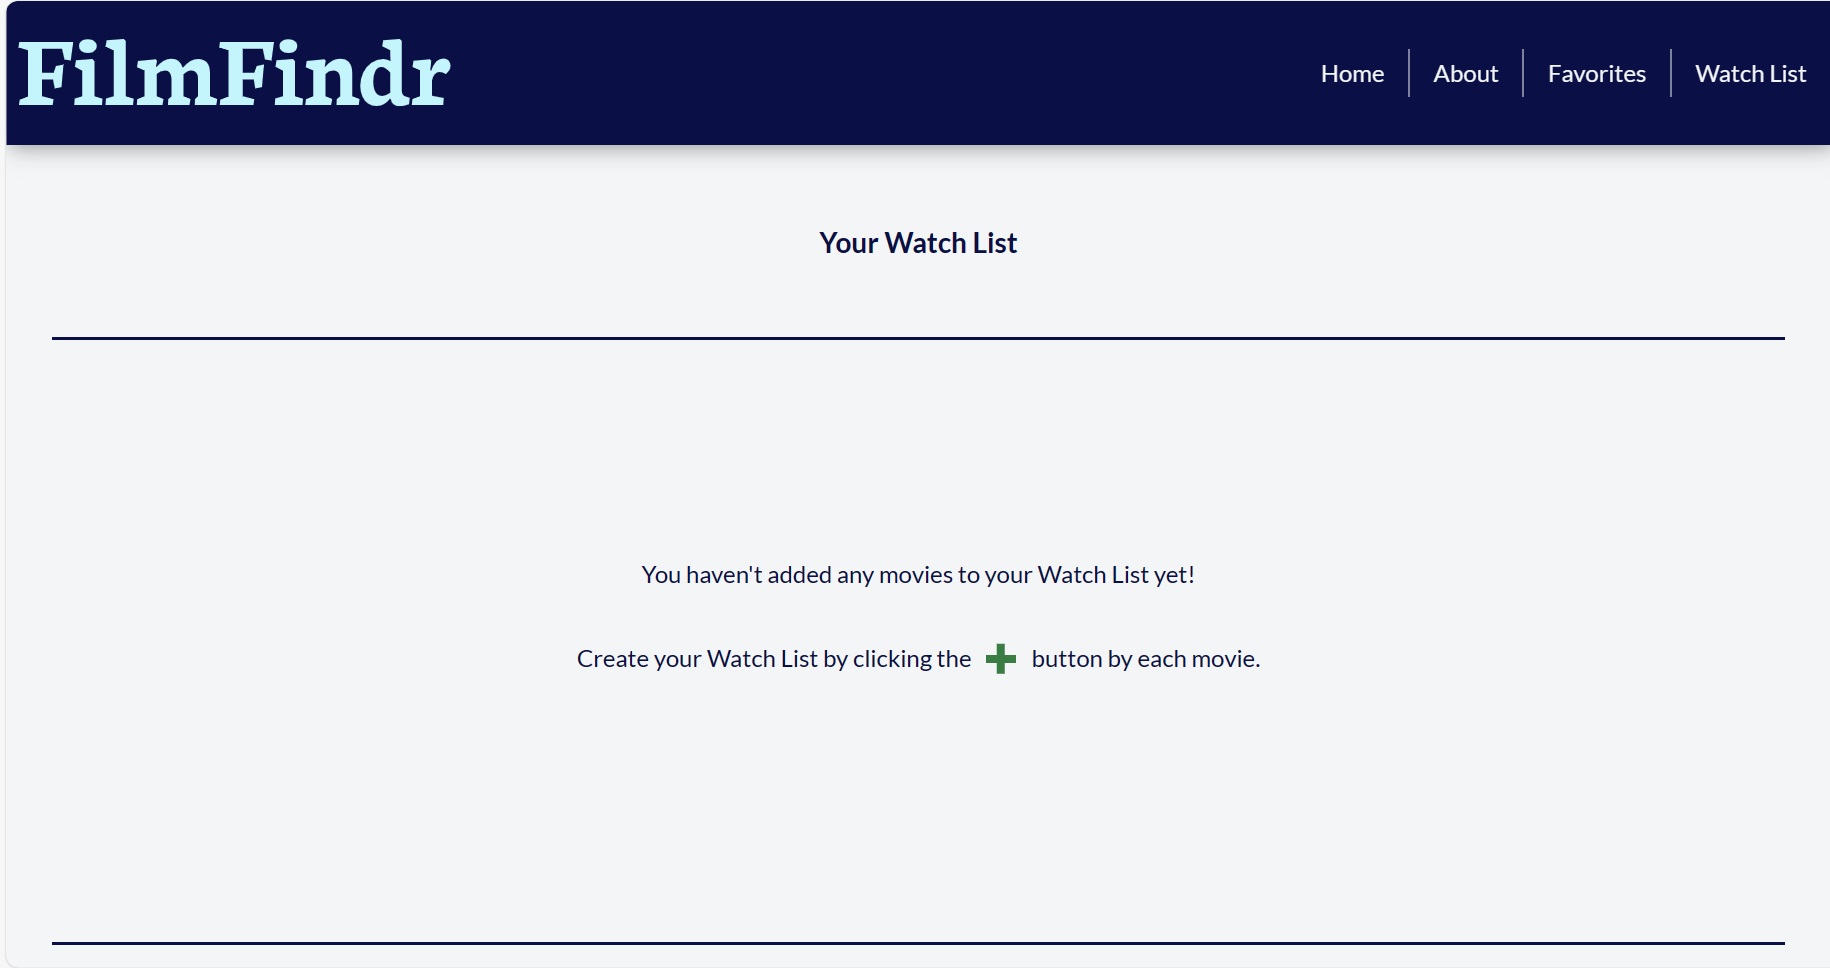 FilmFindr
Home
About
Favorites
Watch List
Your Watch List
You haven't added any movies to your Watch List yet!
Create your Watch List by clicking the button by each movie.